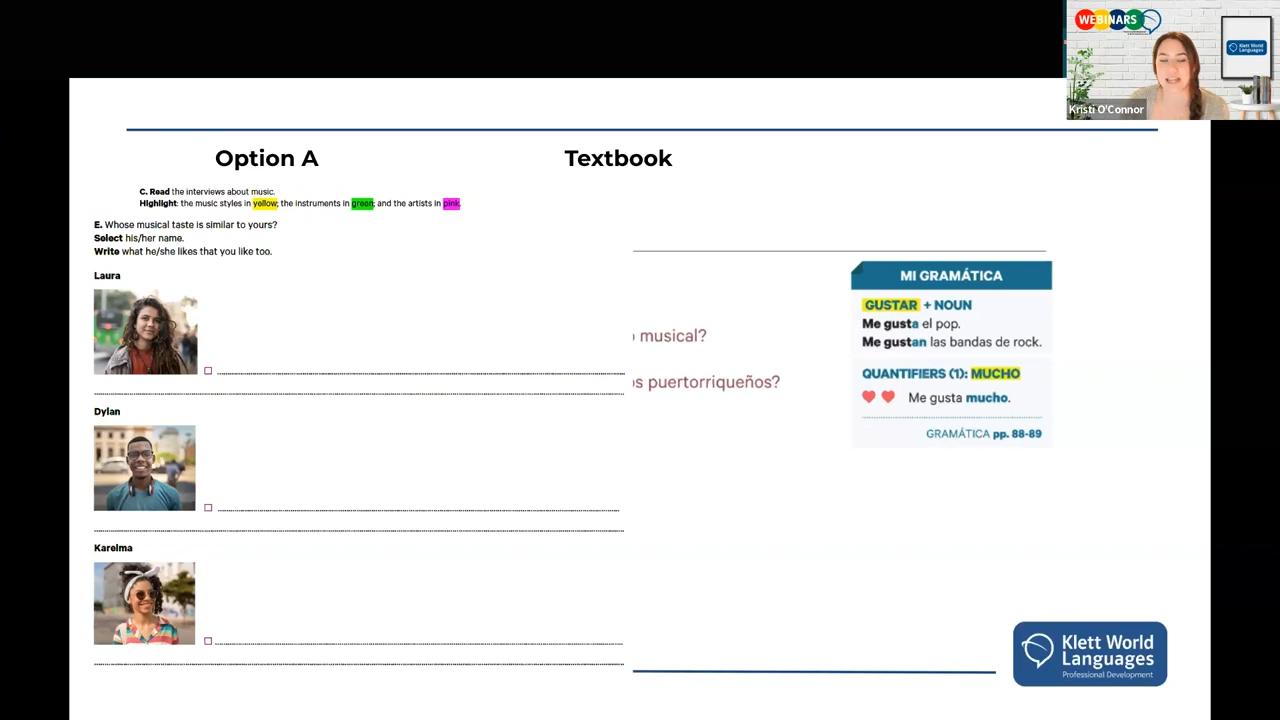 WEBINARS
Klett World
Languages
Kristi O'Connor
Option A
Textbook
C. Read the interviews about music.
Highlight: the music styles in yellow; the instruments in green; and the artists in pink.
E. Whose musical taste is similar to yours?
Select his/her name.
Write what he/she likes that you like too.
Laura
Dylan
Karelma
o musical?
os puertorriqueños?
MI GRAMÁTICA
GUSTAR + NOUN
Me gusta el pop.
Me gustan las bandas de rock.
QUANTIFIERS (1): MUCHO
Me gusta mucho.
GRAMÁTICA pp. 88-89
Klett World
Languages
Professional Development